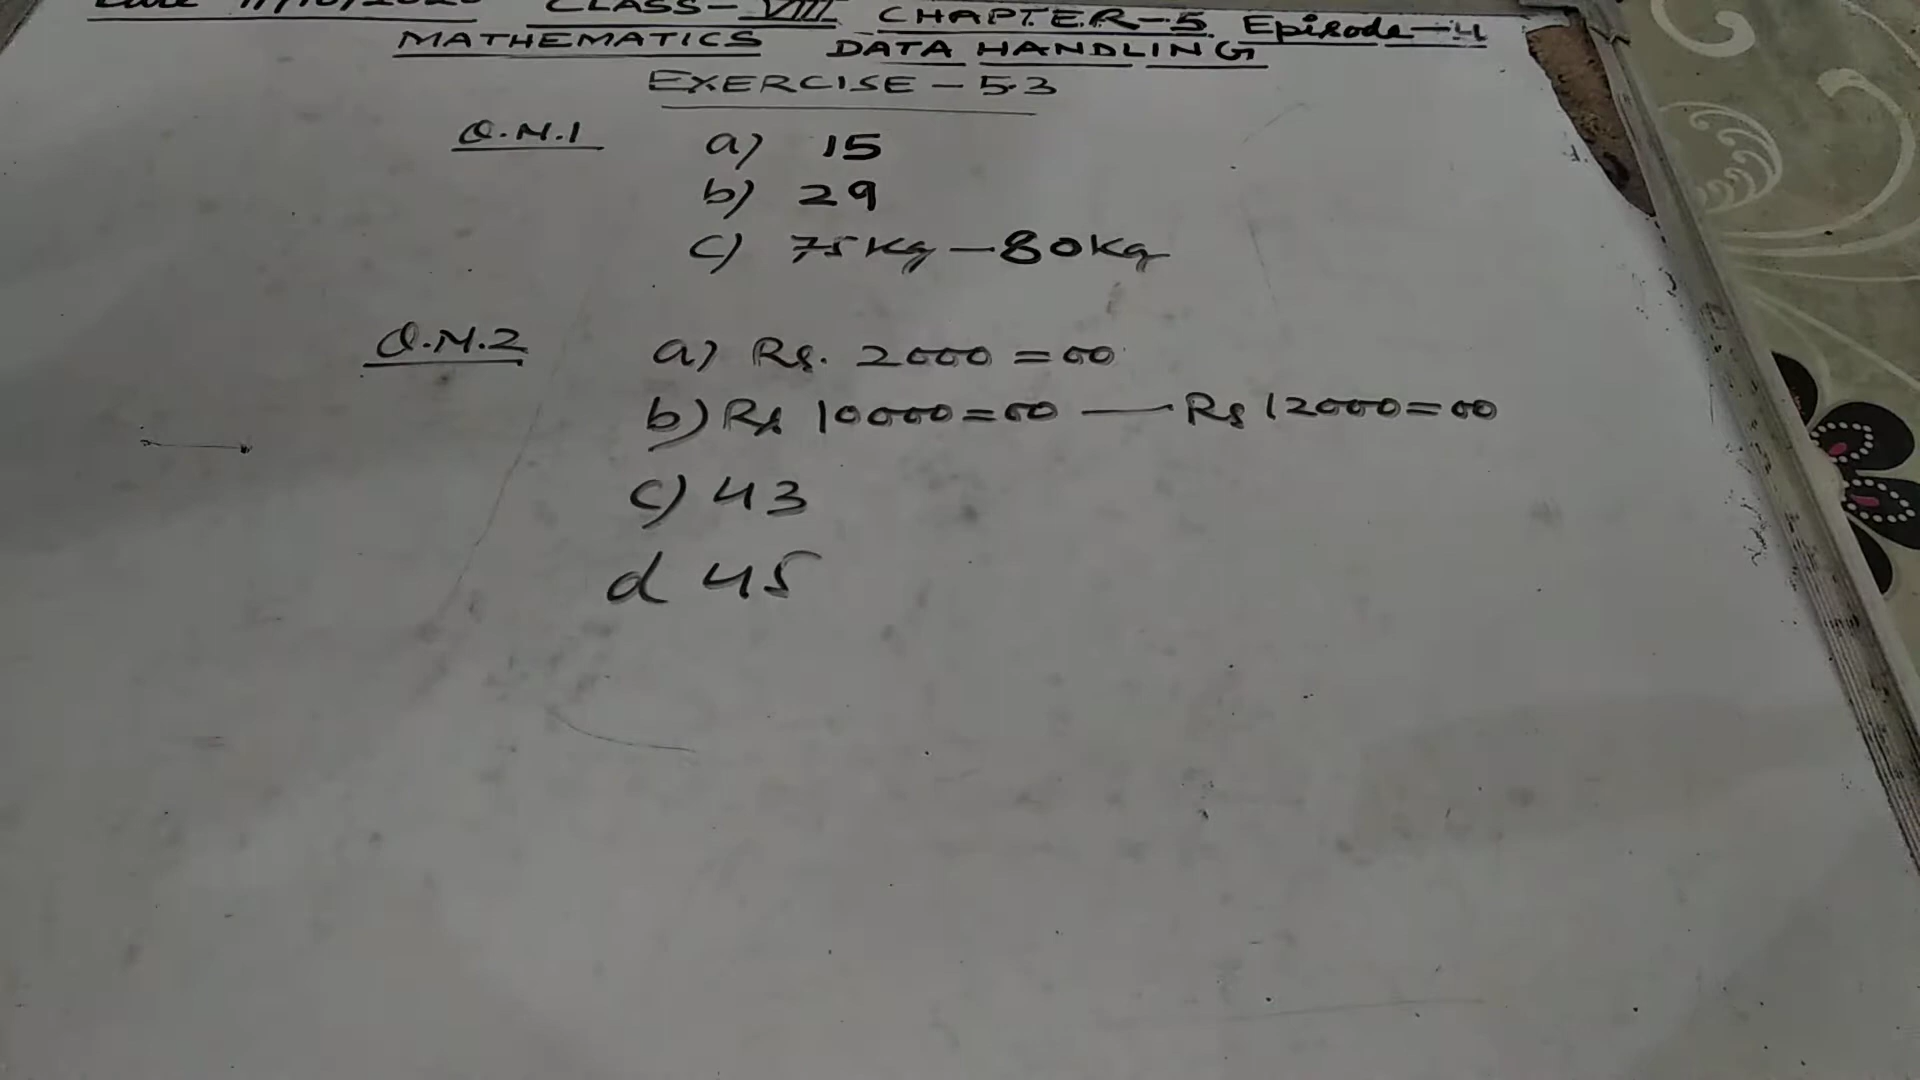 CLASS-VIII CHAPTER-5 Episode-4
MATHEMATICS DATA HANDLING
EXERCISE-5.3
Q.N.1 a) 15
b) 29
c) 75Kg-80Kg
Q.N.2 a) Rs. 2000=00
b) Rs 10000=00 — Rs 12000=00
c) 43
d 45